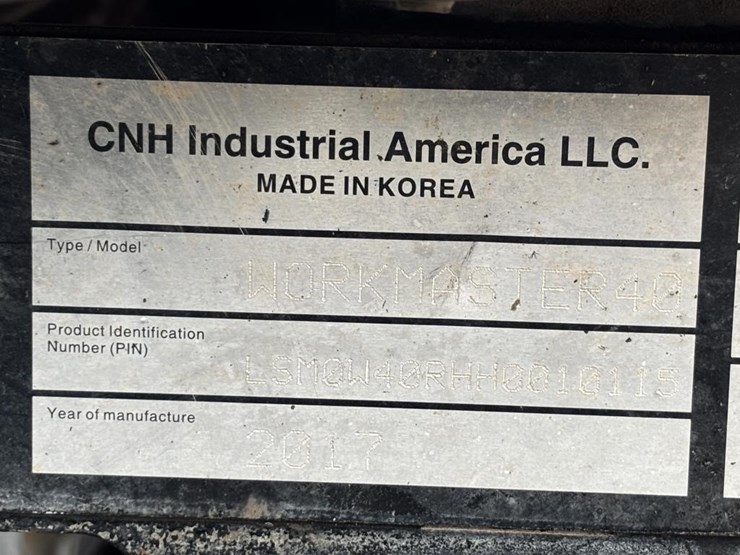 CNH Industrial America LLC.
MADE IN KOREA
Type / Model
WORKMASTER40
Product Identification
Number (PIN)
LSM0W40RHH0010115
Year of manufacture
2017